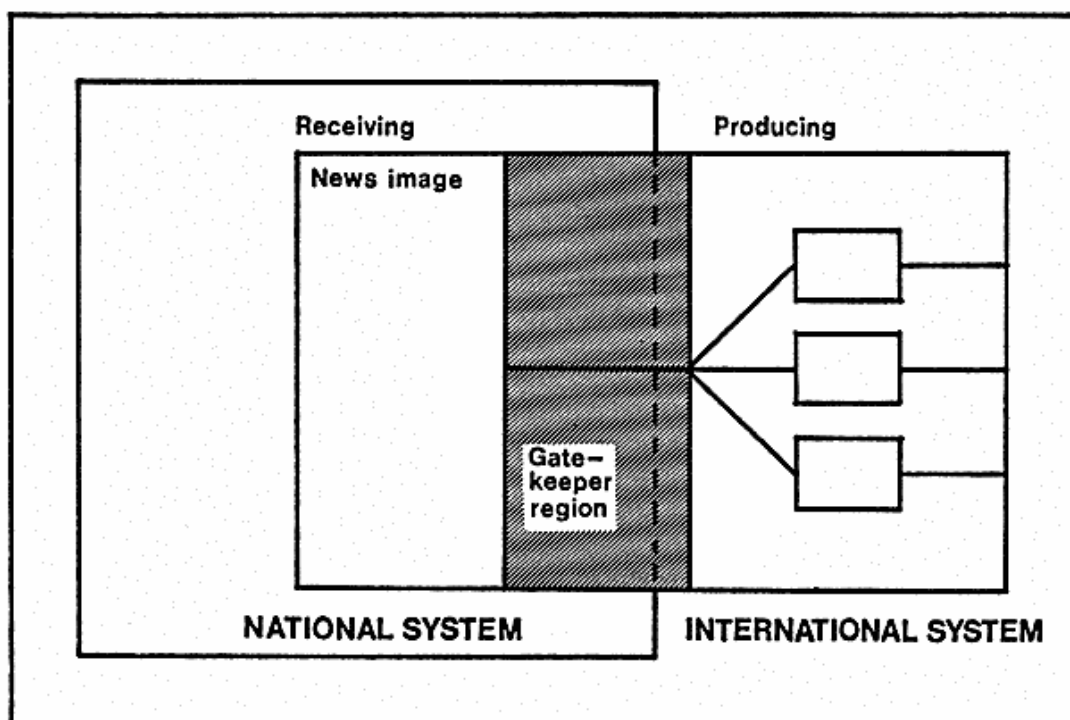 Receiving
Producing
News image
Gate–
keeper
region
NATIONAL SYSTEM
INTERNATIONAL SYSTEM